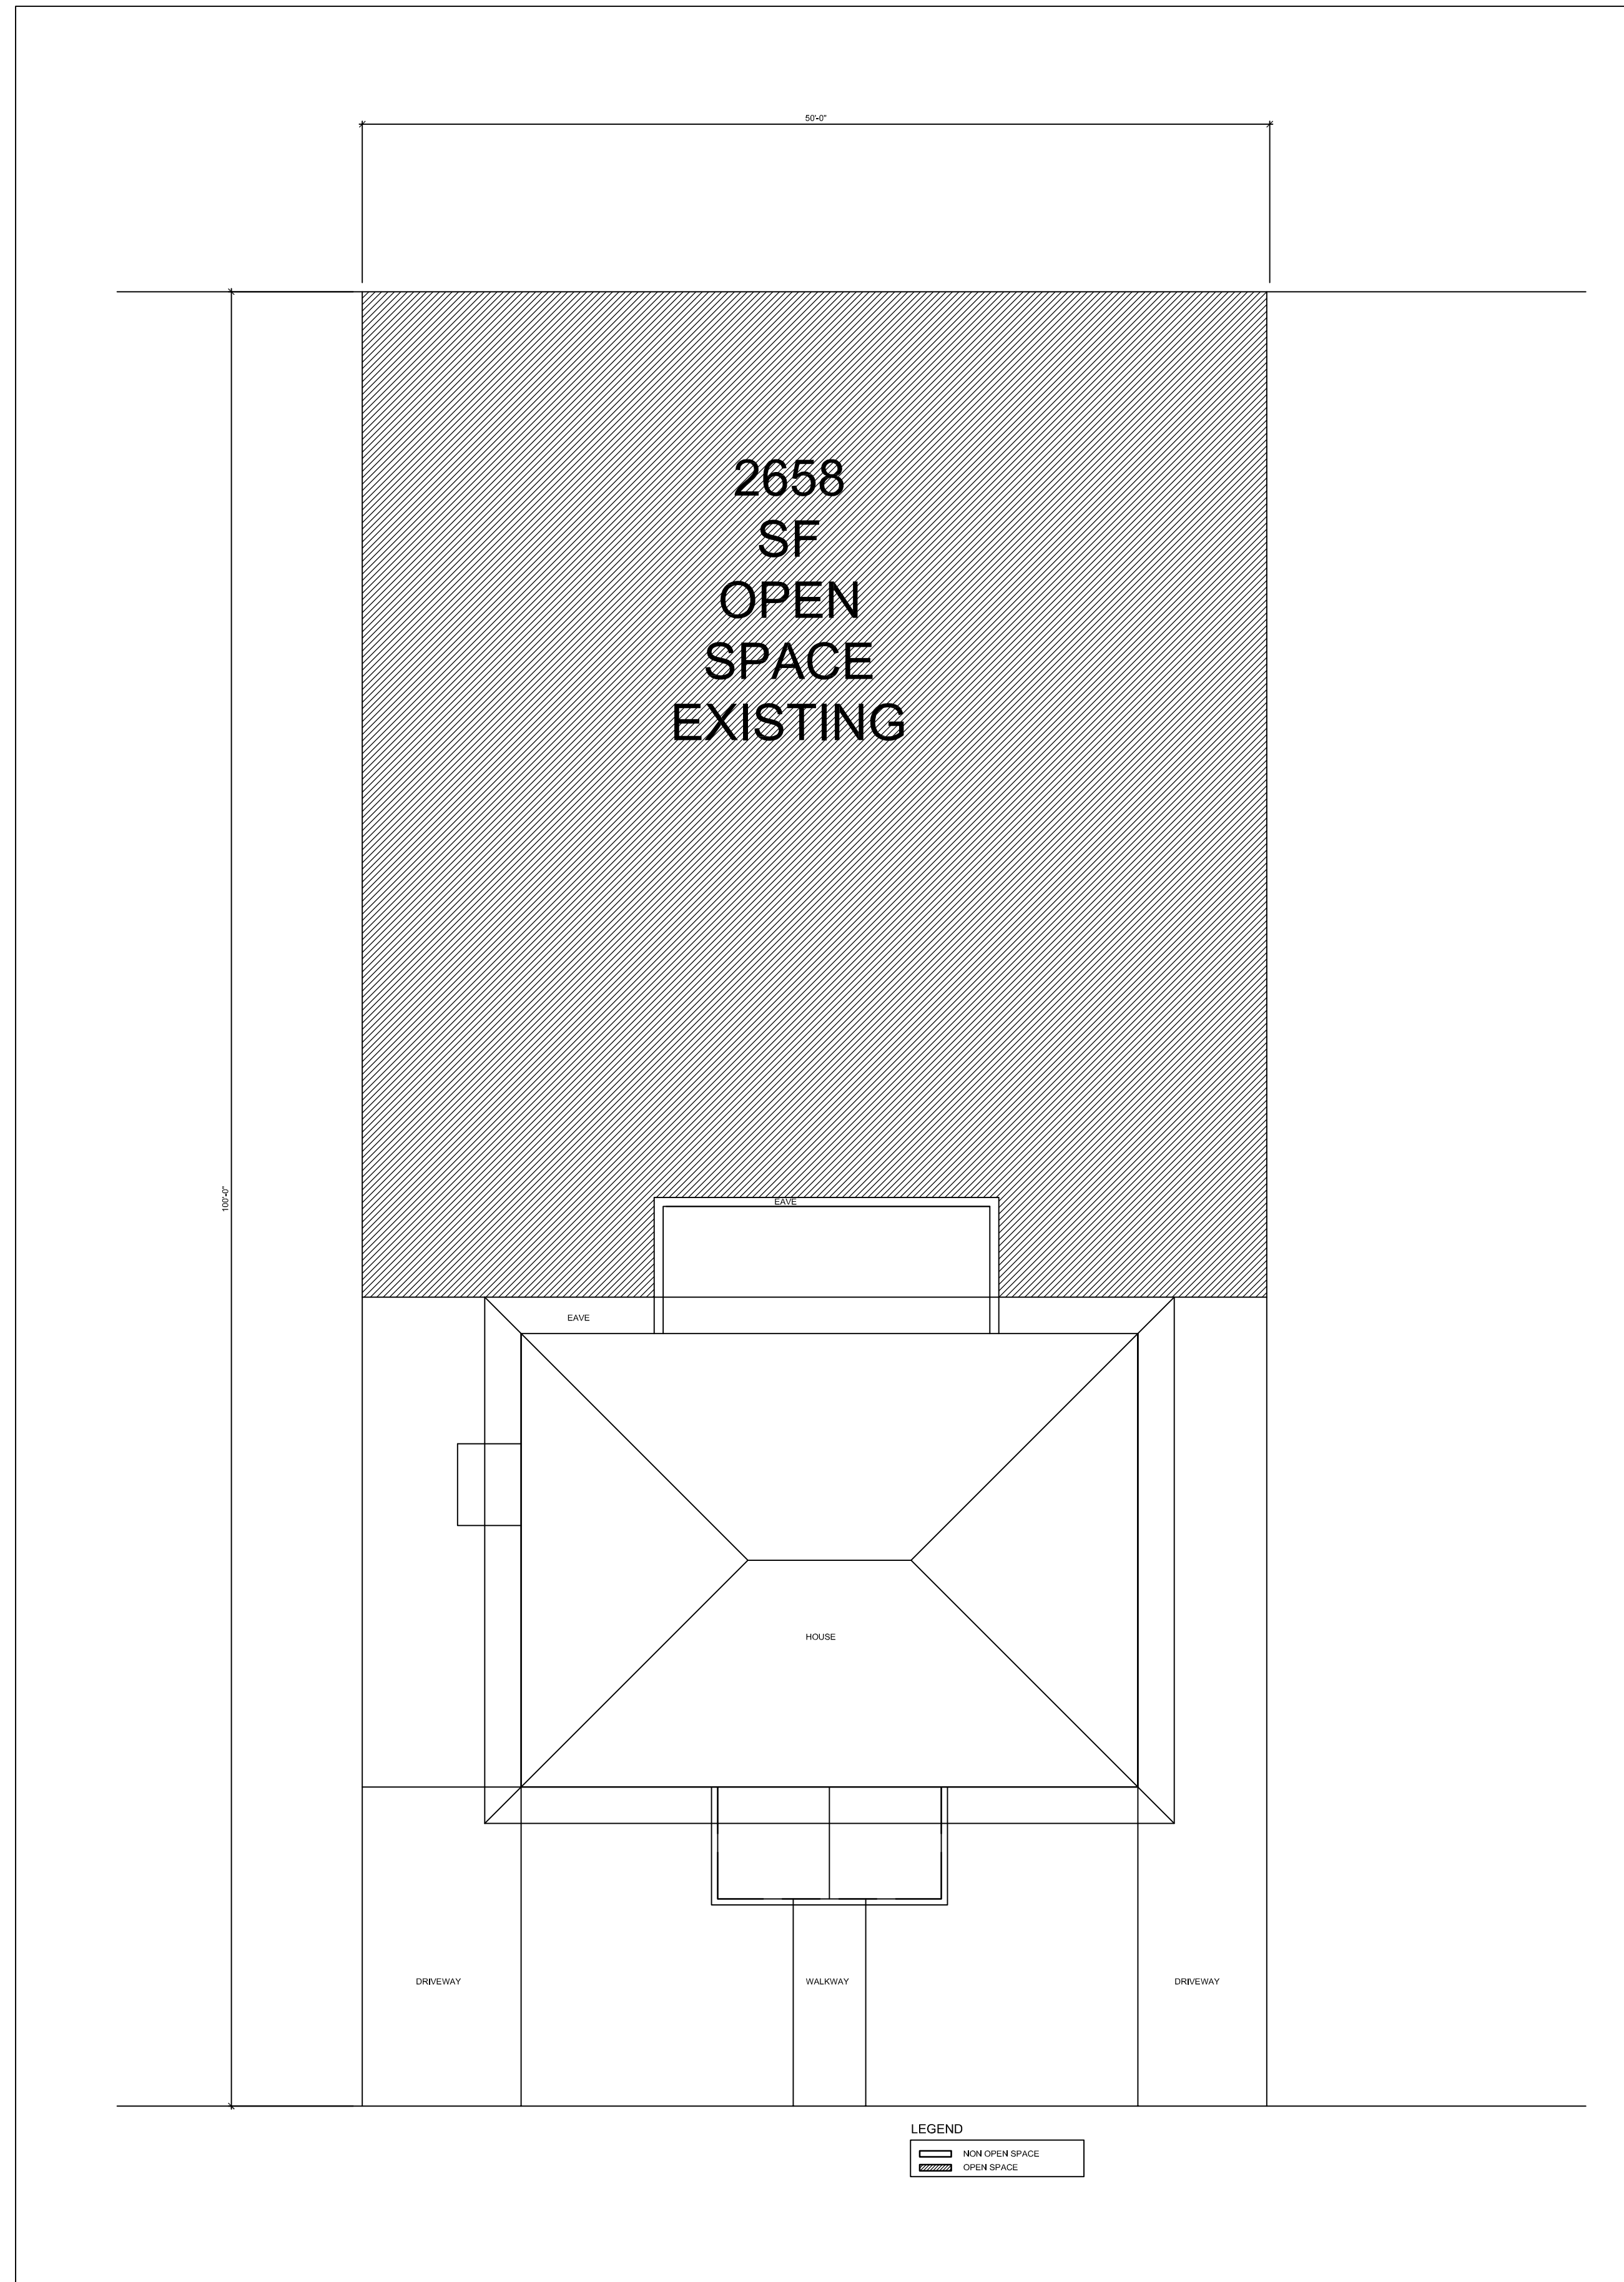 50'-0"
2658
SF
OPEN
SPACE
EXISTING
100'-0"
EAVE
EAVE
HOUSE
DRIVEWAY
WALKWAY
DRIVEWAY
LEGEND
NON OPEN SPACE
OPEN SPACE